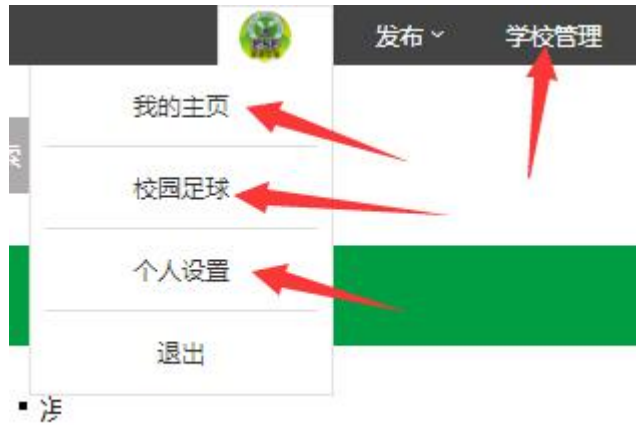 发布 学校管理
我的主页
校园足球
个人设置
退出